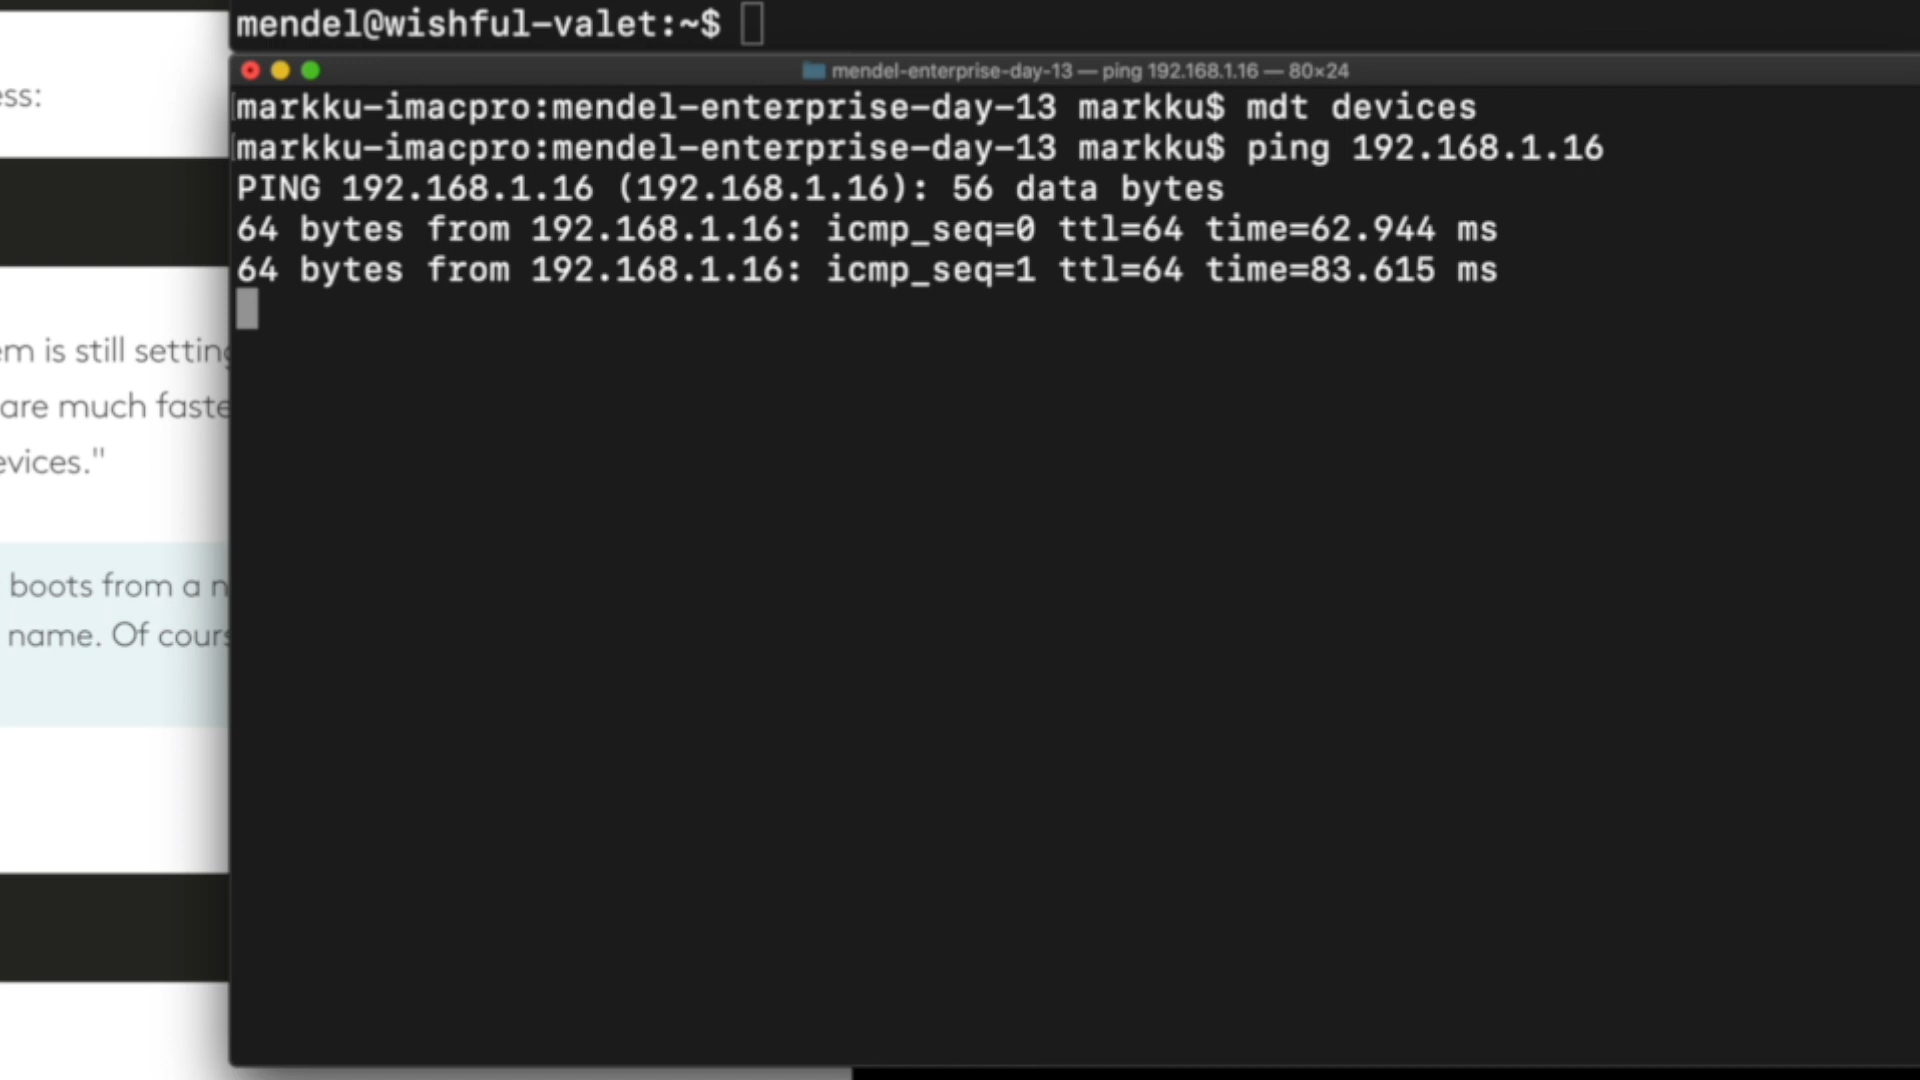 mendel@wishful-valet:~$
mendel-enterprise-day-13 — ping 192.168.1.16 — 80×24
markku-imacpro:mendel-enterprise-day-13 markku$ mdt devices
markku-imacpro:mendel-enterprise-day-13 markku$ ping 192.168.1.16
PING 192.168.1.16 (192.168.1.16): 56 data bytes
64 bytes from 192.168.1.16: icmp_seq=0 ttl=64 time=62.944 ms
64 bytes from 192.168.1.16: icmp_seq=1 ttl=64 time=83.615 ms
ess:
em is still setting
are much faste
evices."
boots from a n
name. Of cours